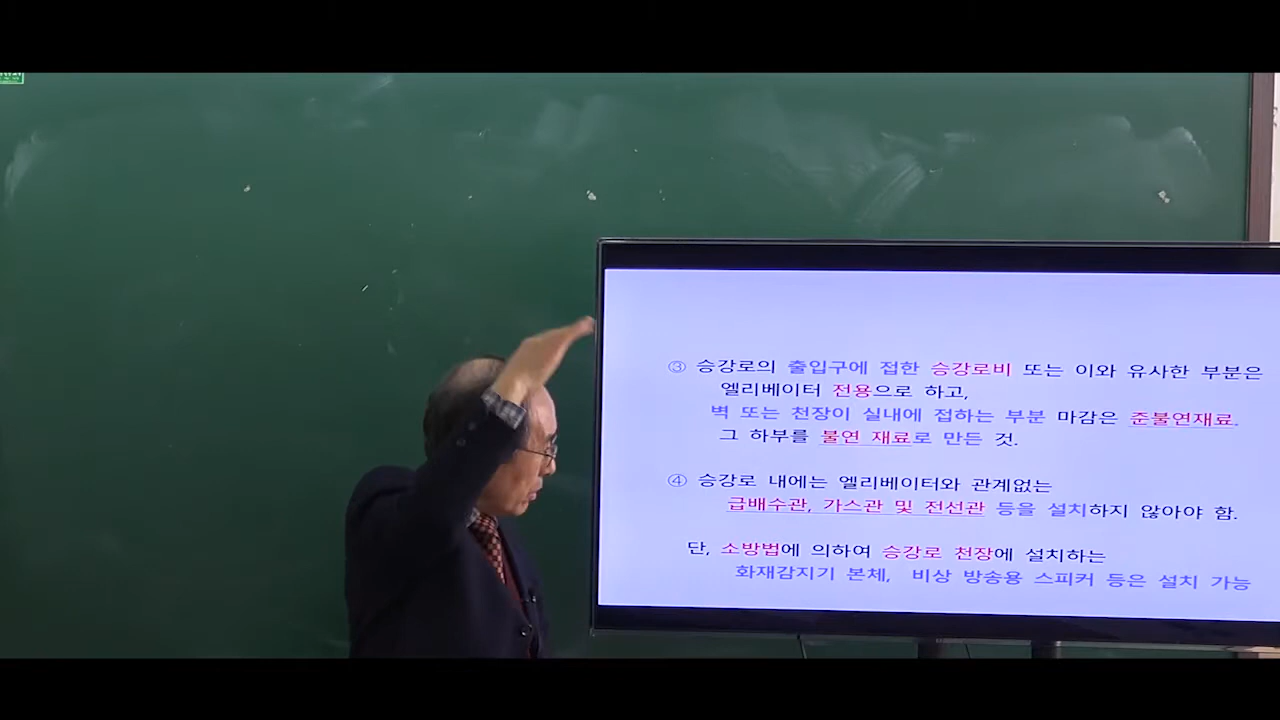 ③ 승강로의 출입구에 접한 승강로비 또는 이와 유사한 부분은
엘리베이터 전용으로 하고,
벽 또는 천장이 실내에 접하는 부분 마감은 준불연재료.
그 하부를 불연 재료로 만든 것.
④ 승강로 내에는 엘리베이터와 관계없는
급배수관, 가스관 및 전선관 등을 설치하지 않아야 함.
단, 소방법에 의하여 승강로 천장에 설치하는
화재감지기 본체, 비상 방송용 스피커 등은 설치 가능